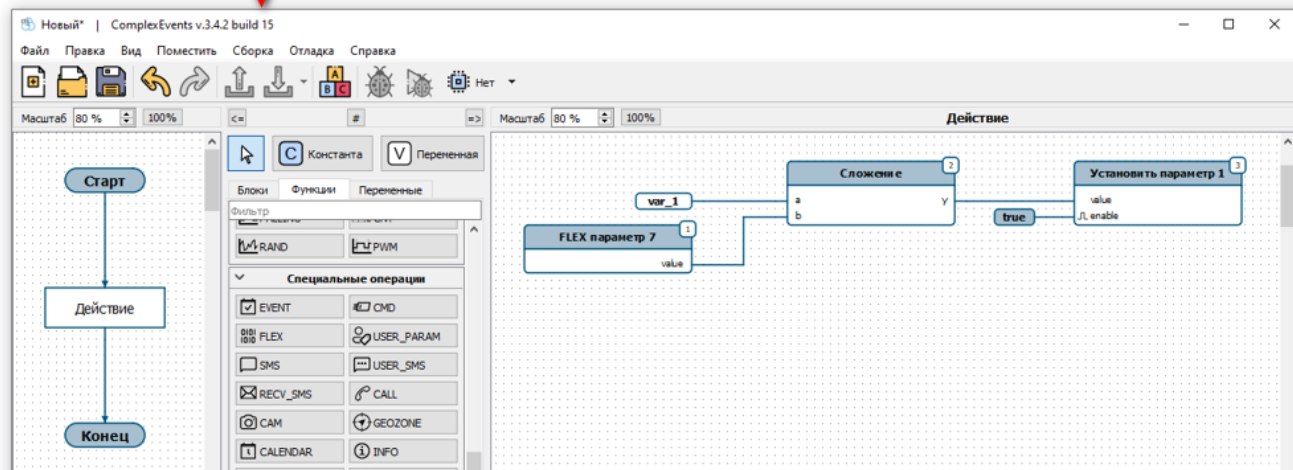 Новый* | ComplexEvents v.3.4.2 build 15
Файл Правка Вид Поместить Сборка Отладка Справка
A B C Нет
Масштаб 80 % 100% <= # => Масштаб 80 % 100% Действие
C Константа V Переменная
Блоки Функции Переменные
Фильтр
RAND PWM
Специальные операции
EVENT CMD
FLEX USER_PARAM
SMS USER_SMS
RECV_SMS CALL
CAM GEOZONE
CALENDAR INFO
Старт
Действие
Конец
var_1
FLEX параметр 7 1
value
Сложение 2
a y
b
true
Установить параметр 1 3
value
enable